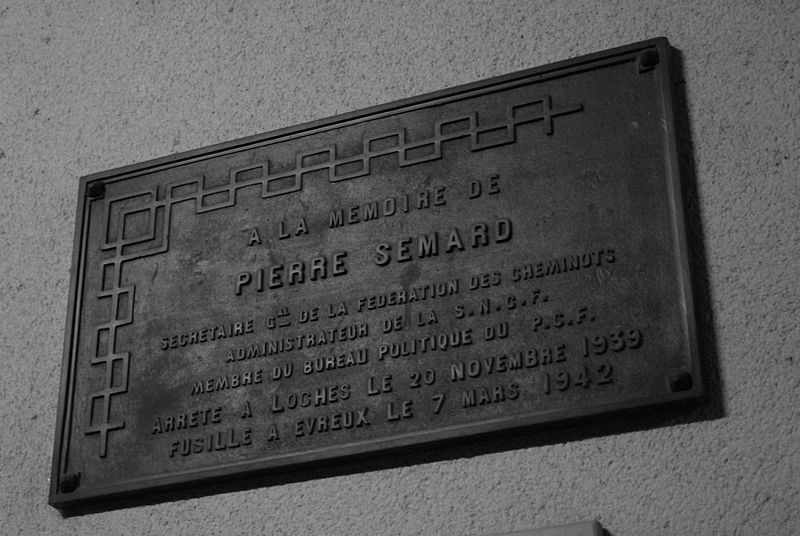 A LA MEMOIRE DE
PIERRE SEMARD
SECRETAIRE GAL DE LA FEDERATION DES CHEMINOTS
ADMINISTRATEUR DE LA S.N.C.F.
MEMBRE DU BUREAU POLITIQUE DU P.C.F.
ARRETE A LOCHES LE 20 NOVEMBRE 1939
FUSILLE A EVREUX LE 7 MARS 1942